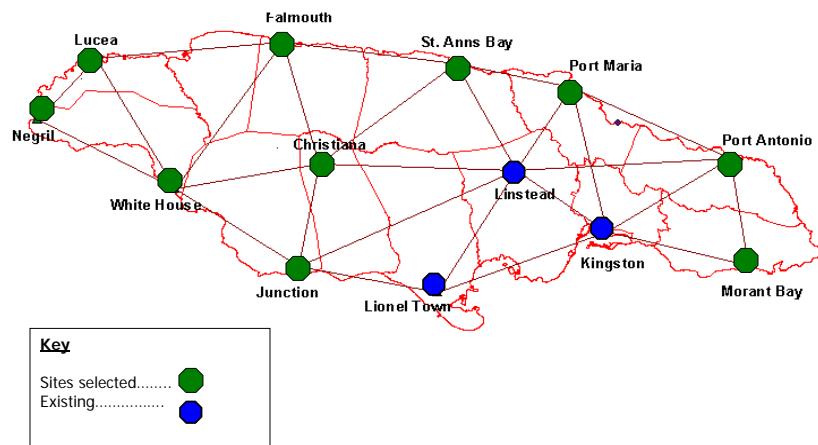 Falmouth
Lucea
St. Anns Bay
Port Maria
Negril
Christiana
Port Antonio
White House
Linstead
Kingston
Junction
Lionel Town
Morant Bay
Key
Sites selected........
Existing................